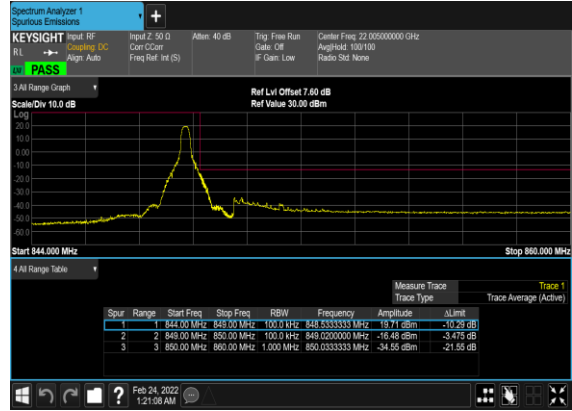 Spectrum Analyzer 1
Spurious Emissions
KEYSIGHT Input: RF Input Z: 50 Ω Atten: 40 dB Trig: Free Run Center Freq: 22.005000000 GHz
RL Coupling: DC Corr CCorr Gate: Off Avg|Hold: 100/100
Align: Auto Freq Ref: Int (S) IF Gain: Low Radio Std: None
LW PASS
3 All Range Graph
Ref Lvl Offset 7.60 dB
Scale/Div 10.0 dB Ref Value 30.00 dBm
Log
20.0
10.0
0.00
-10.0
-20.0
-30.0
-40.0
-50.0
-60.0
Start 844.000 MHz Stop 860.000 MHz
4 All Range Table
Measure Trace Trace 1
Trace Type Trace Average (Active)
Spur Range Start Freq Stop Freq RBW Frequency Amplitude ΔLimit
1 1 844.00 MHz 849.00 MHz 100.0 kHz 848.5333333 MHz 19.71 dBm -10.29 dB
2 2 849.00 MHz 850.00 MHz 100.0 kHz 849.0200000 MHz -16.48 dBm -3.475 dB
3 3 850.00 MHz 860.00 MHz 1.000 MHz 850.0333333 MHz -34.55 dBm -21.55 dB
? Feb 24, 2022
1:21:08 AM